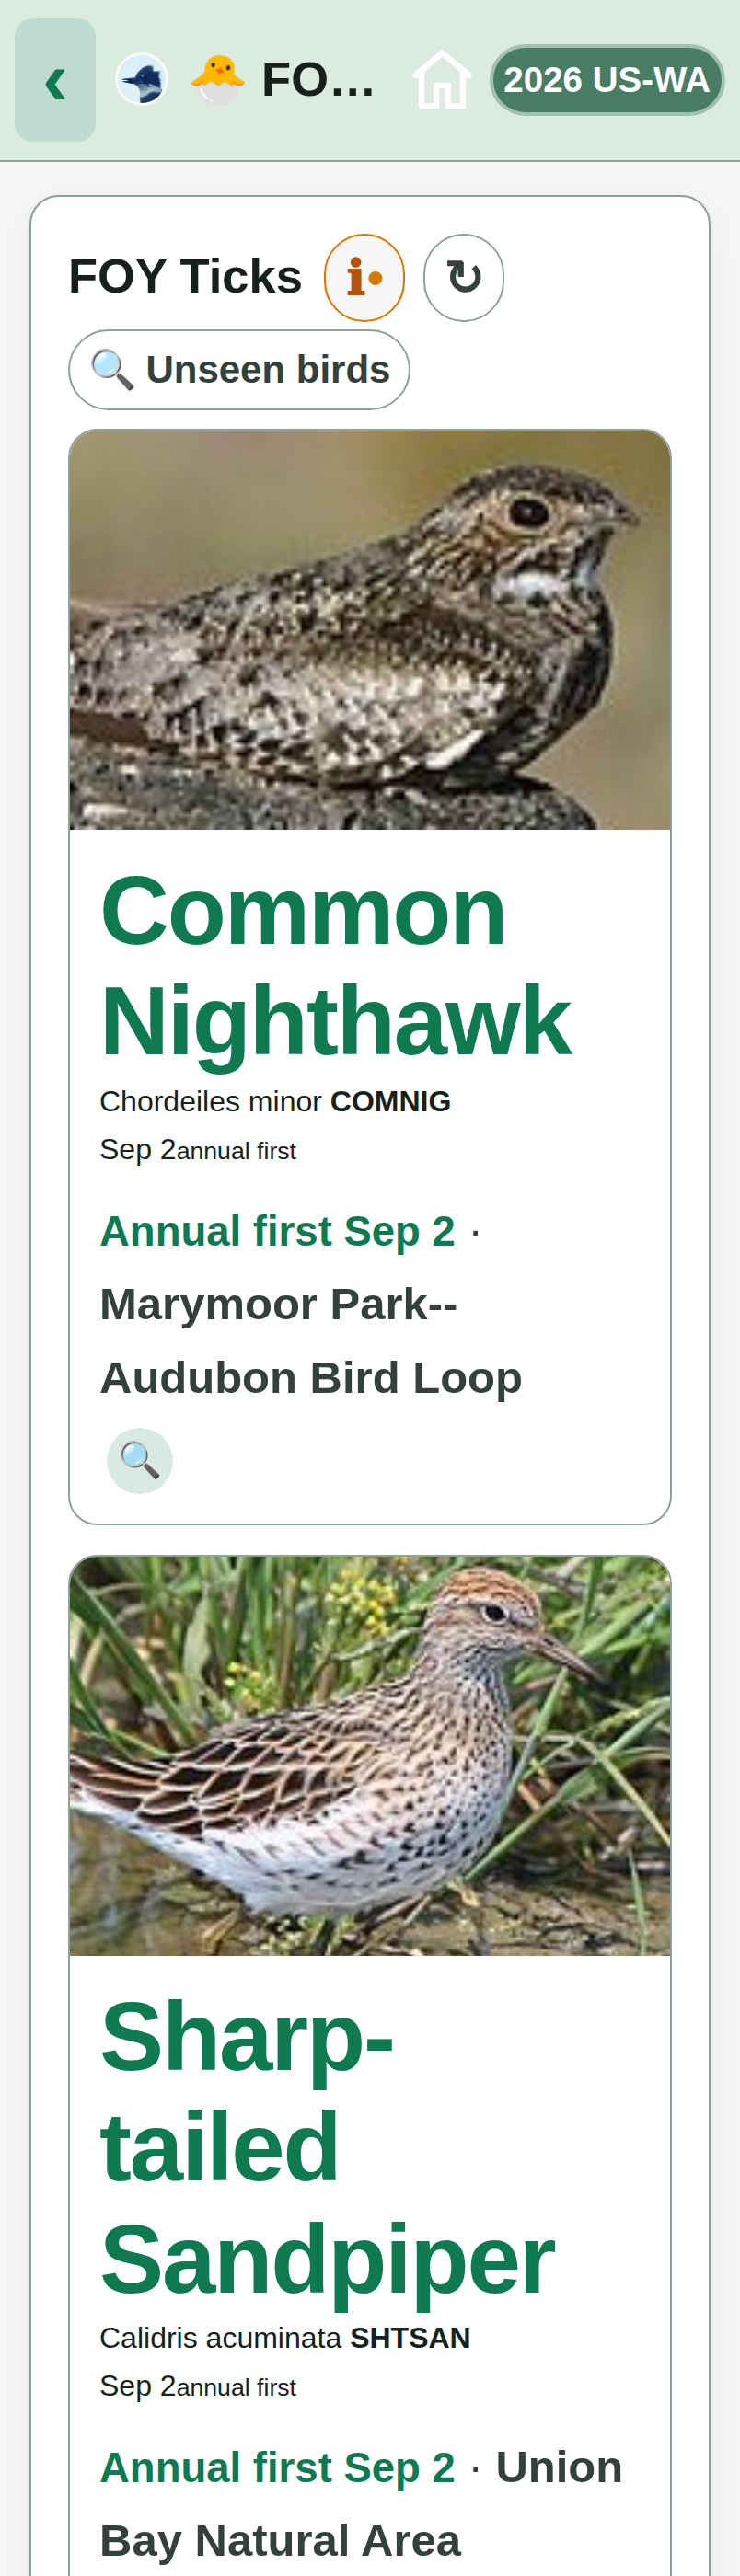 ‹ FO... 2026 US-WA
FOY Ticks i• ↻
Unseen birds
Common
Nighthawk
Chordeiles minor COMNIG
Sep 2annual first
Annual first Sep 2 ·
Marymoor Park--
Audubon Bird Loop
Sharp-
tailed
Sandpiper
Calidris acuminata SHTSAN
Sep 2annual first
Annual first Sep 2 · Union
Bay Natural Area